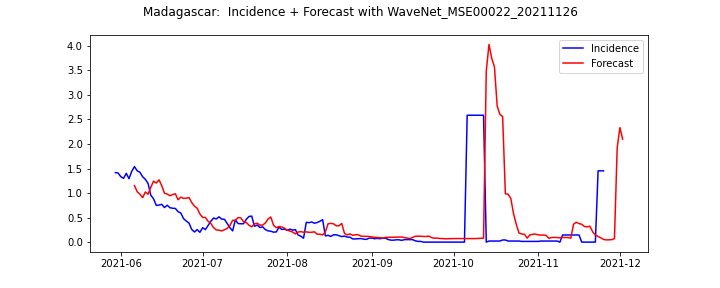 Madagascar:  Incidence + Forecast with WaveNet_MSE00022_20211126
Incidence
Forecast
4.0
3.5
3.0
2.5
2.0
1.5
1.0
0.5
0.0
2021-06 2021-07 2021-08 2021-09 2021-10 2021-11 2021-12